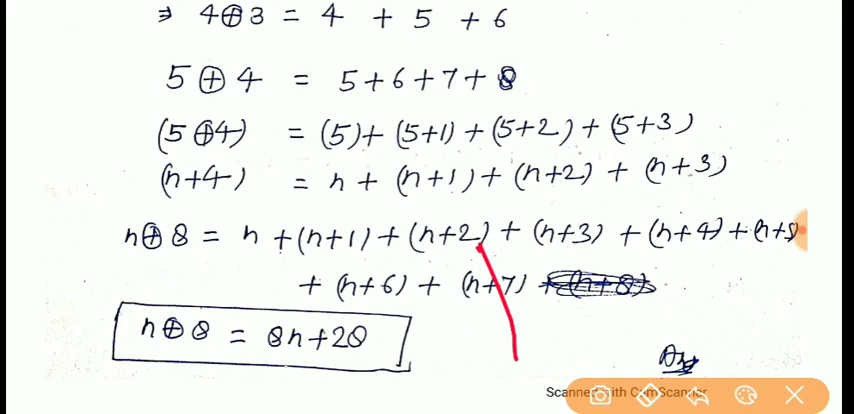 ⇒ 4⊕3 = 4 + 5 + 6
5⊕4 = 5+6+7+8
(5⊕4) = (5)+(5+1)+(5+2)+(5+3)
(n+4) = n+(n+1)+(n+2)+(n+3)
n⊕8 = n+(n+1)+(n+2)+(n+3)+(n+4)+(n+5)
+(n+6)+(n+7)+(n+8)
n⊕8 = 8n+28
Ans
Scanned with CamScanner